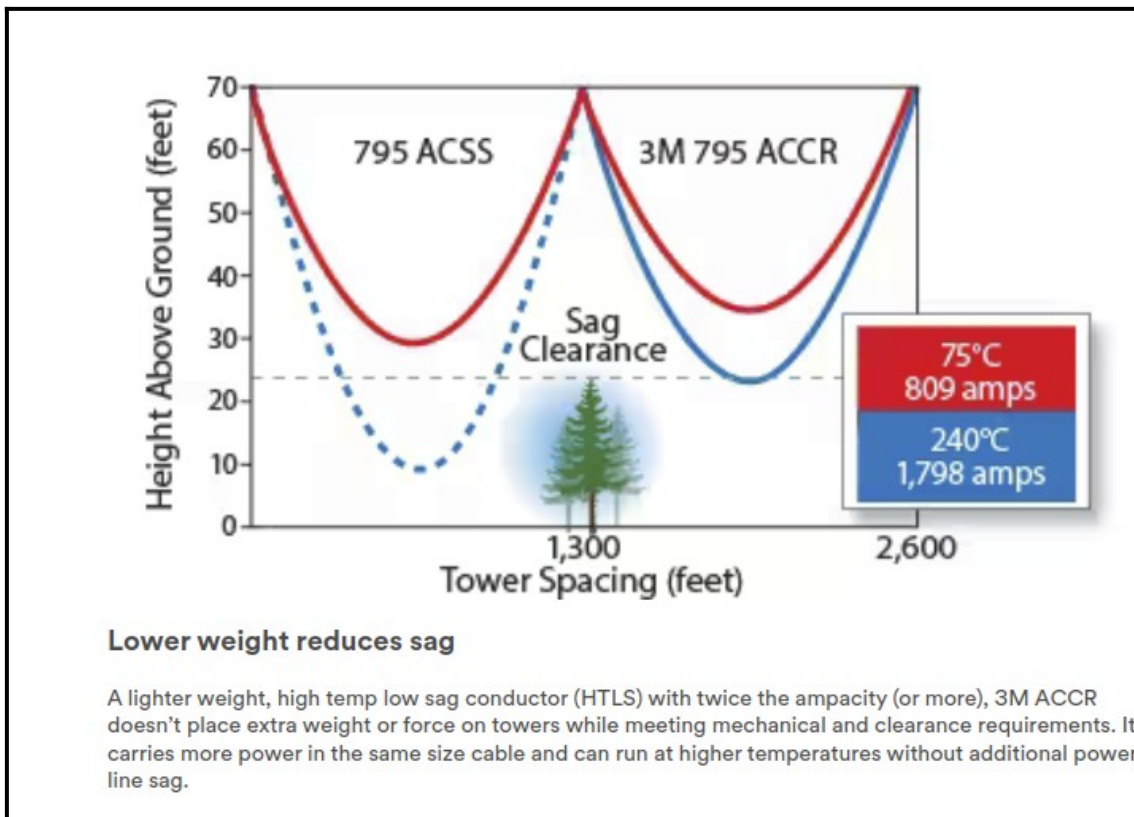 70
60
50
40
30
20
10
0
Height Above Ground (feet)
795 ACSS
3M 795 ACCR
Sag
Clearance
75°C
809 amps
240°C
1,798 amps
1,300
2,600
Tower Spacing (feet)
Lower weight reduces sag
A lighter weight, high temp low sag conductor (HTLS) with twice the ampacity (or more), 3M ACCR
doesn’t place extra weight or force on towers while meeting mechanical and clearance requirements. It
carries more power in the same size cable and can run at higher temperatures without additional power
line sag.